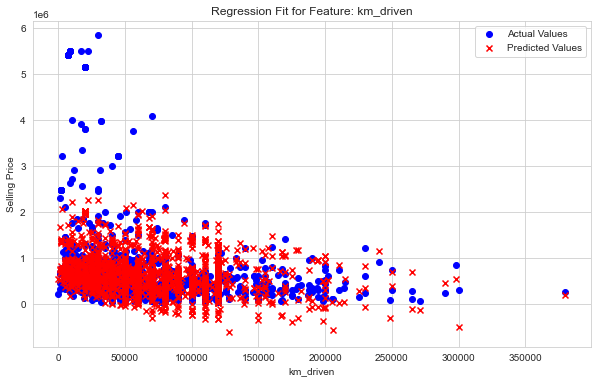 Regression Fit for Feature: km_driven
1e6
Actual Values
Predicted Values
6
5
4
3
2
1
0
Selling Price
0
50000
100000
150000
200000
250000
300000
350000
km_driven